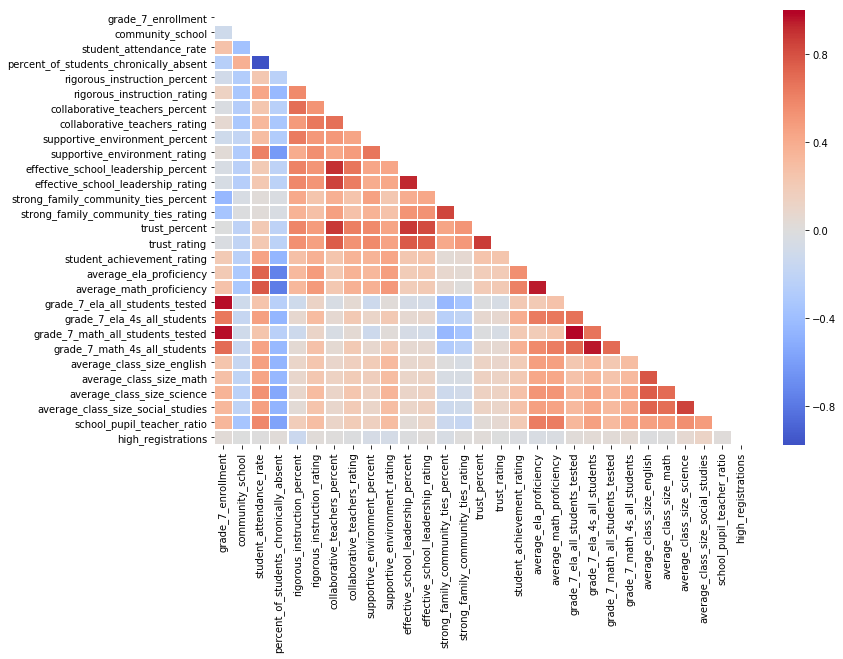 grade_7_enrollment
community_school
student_attendance_rate
percent_of_students_chronically_absent
rigorous_instruction_percent
rigorous_instruction_rating
collaborative_teachers_percent
collaborative_teachers_rating
supportive_environment_percent
supportive_environment_rating
effective_school_leadership_percent
effective_school_leadership_rating
strong_family_community_ties_percent
strong_family_community_ties_rating
trust_percent
trust_rating
student_achievement_rating
average_ela_proficiency
average_math_proficiency
grade_7_ela_all_students_tested
grade_7_ela_4s_all_students
grade_7_math_all_students_tested
grade_7_math_4s_all_students
average_class_size_english
average_class_size_math
average_class_size_science
average_class_size_social_studies
school_pupil_teacher_ratio
high_registrations
grade_7_enrollment
community_school
student_attendance_rate
percent_of_students_chronically_absent
rigorous_instruction_percent
rigorous_instruction_rating
collaborative_teachers_percent
collaborative_teachers_rating
supportive_environment_percent
supportive_environment_rating
effective_school_leadership_percent
effective_school_leadership_rating
strong_family_community_ties_percent
strong_family_community_ties_rating
trust_percent
trust_rating
student_achievement_rating
average_ela_proficiency
average_math_proficiency
grade_7_ela_all_students_tested
grade_7_ela_4s_all_students
grade_7_math_all_students_tested
grade_7_math_4s_all_students
average_class_size_english
average_class_size_math
average_class_size_science
average_class_size_social_studies
school_pupil_teacher_ratio
high_registrations
0.8
0.4
0.0
−0.4
−0.8